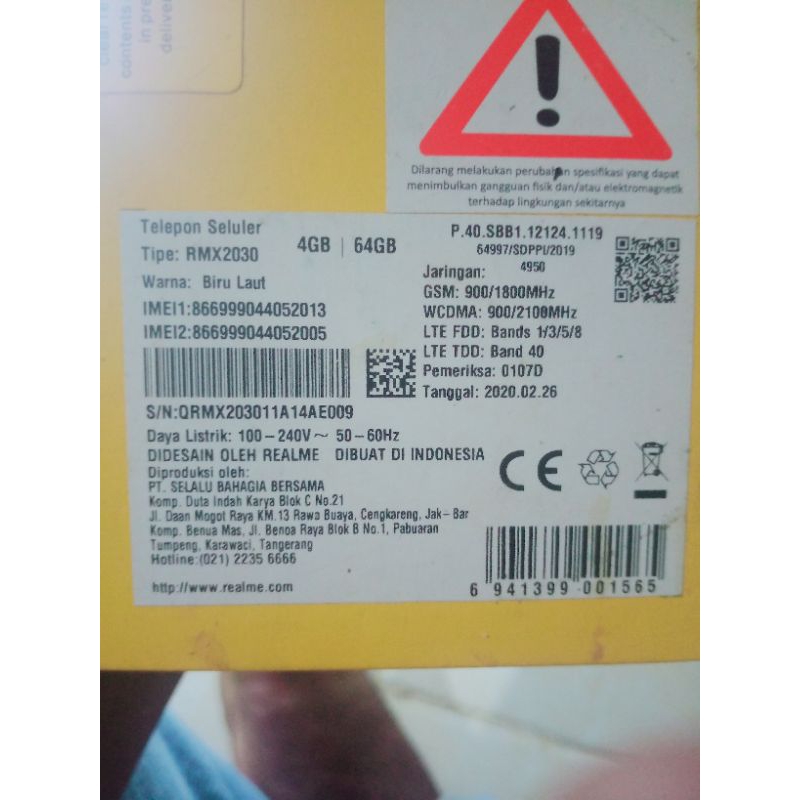 contents
in pre
deliver
!
Dilarang melakukan perubahan spesifikasi yang dapat
menimbulkan gangguan fisik dan/atau elektromagnetik
terhadap lingkungan sekitarnya
Telepon Seluler
Tipe: RMX2030
4GB | 64GB
Warna: Biru Laut
IMEI1:866999044052013
IMEI2:866999044052005
P.40.SBB1.12124.1119
64997/SDPPI/2019
4950
Jaringan:
GSM: 900/1800MHz
WCDMA: 900/2100MHz
LTE FDD: Bands 1/3/5/8
LTE TDD: Band 40
Pemeriksa: 0107D
Tanggal: 2020.02.26
S/N:QRMX203011A14AE009
Daya Listrik: 100-240V~ 50-60Hz
DIDESAIN OLEH REALME DIBUAT DI INDONESIA
Diproduksi oleh:
PT. SELALU BAHAGIA BERSAMA
Komp. Duta Indah Karya Blok C No.21
Jl. Daan Mogot Raya KM.13 Rawa Buaya, Cengkareng, Jak-Bar
Komp. Benua Mas, Jl. Benoa Raya Blok B No.1, Pabuaran
Tumpeng, Karawaci, Tangerang
Hotline:(021) 2235 6666
http://www.realme.com
CE
6 941399 001565